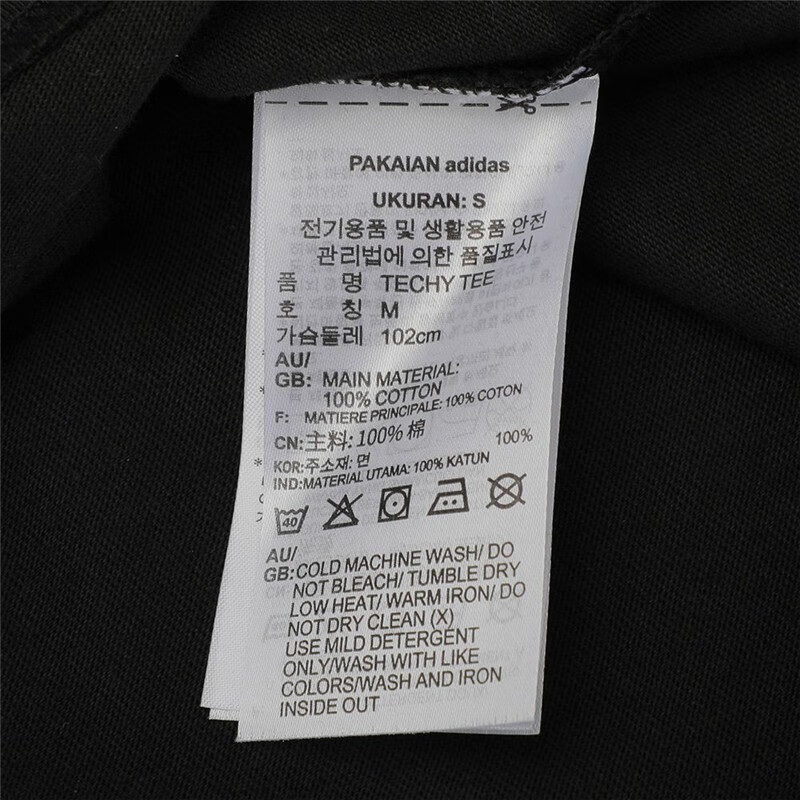 PAKAIAN adidas
UKURAN: S
전기용품 및 생활용품 안전
관리법에 의한 품질표시
품 명 TECHY TEE
호 칭 M
가슴둘레 102cm
AU/
GB: MAIN MATERIAL:
100% COTTON
F: MATIERE PRINCIPALE: 100% COTON
CN:主料: 100% 棉
KOR:주소재: 면 100%
IND:MATERIAL UTAMA: 100% KATUN
40
AU/
GB:COLD MACHINE WASH/ DO
NOT BLEACH/ TUMBLE DRY
LOW HEAT/ WARM IRON/ DO
NOT DRY CLEAN (X)
USE MILD DETERGENT
ONLY/WASH WITH LIKE
COLORS/WASH AND IRON
INSIDE OUT